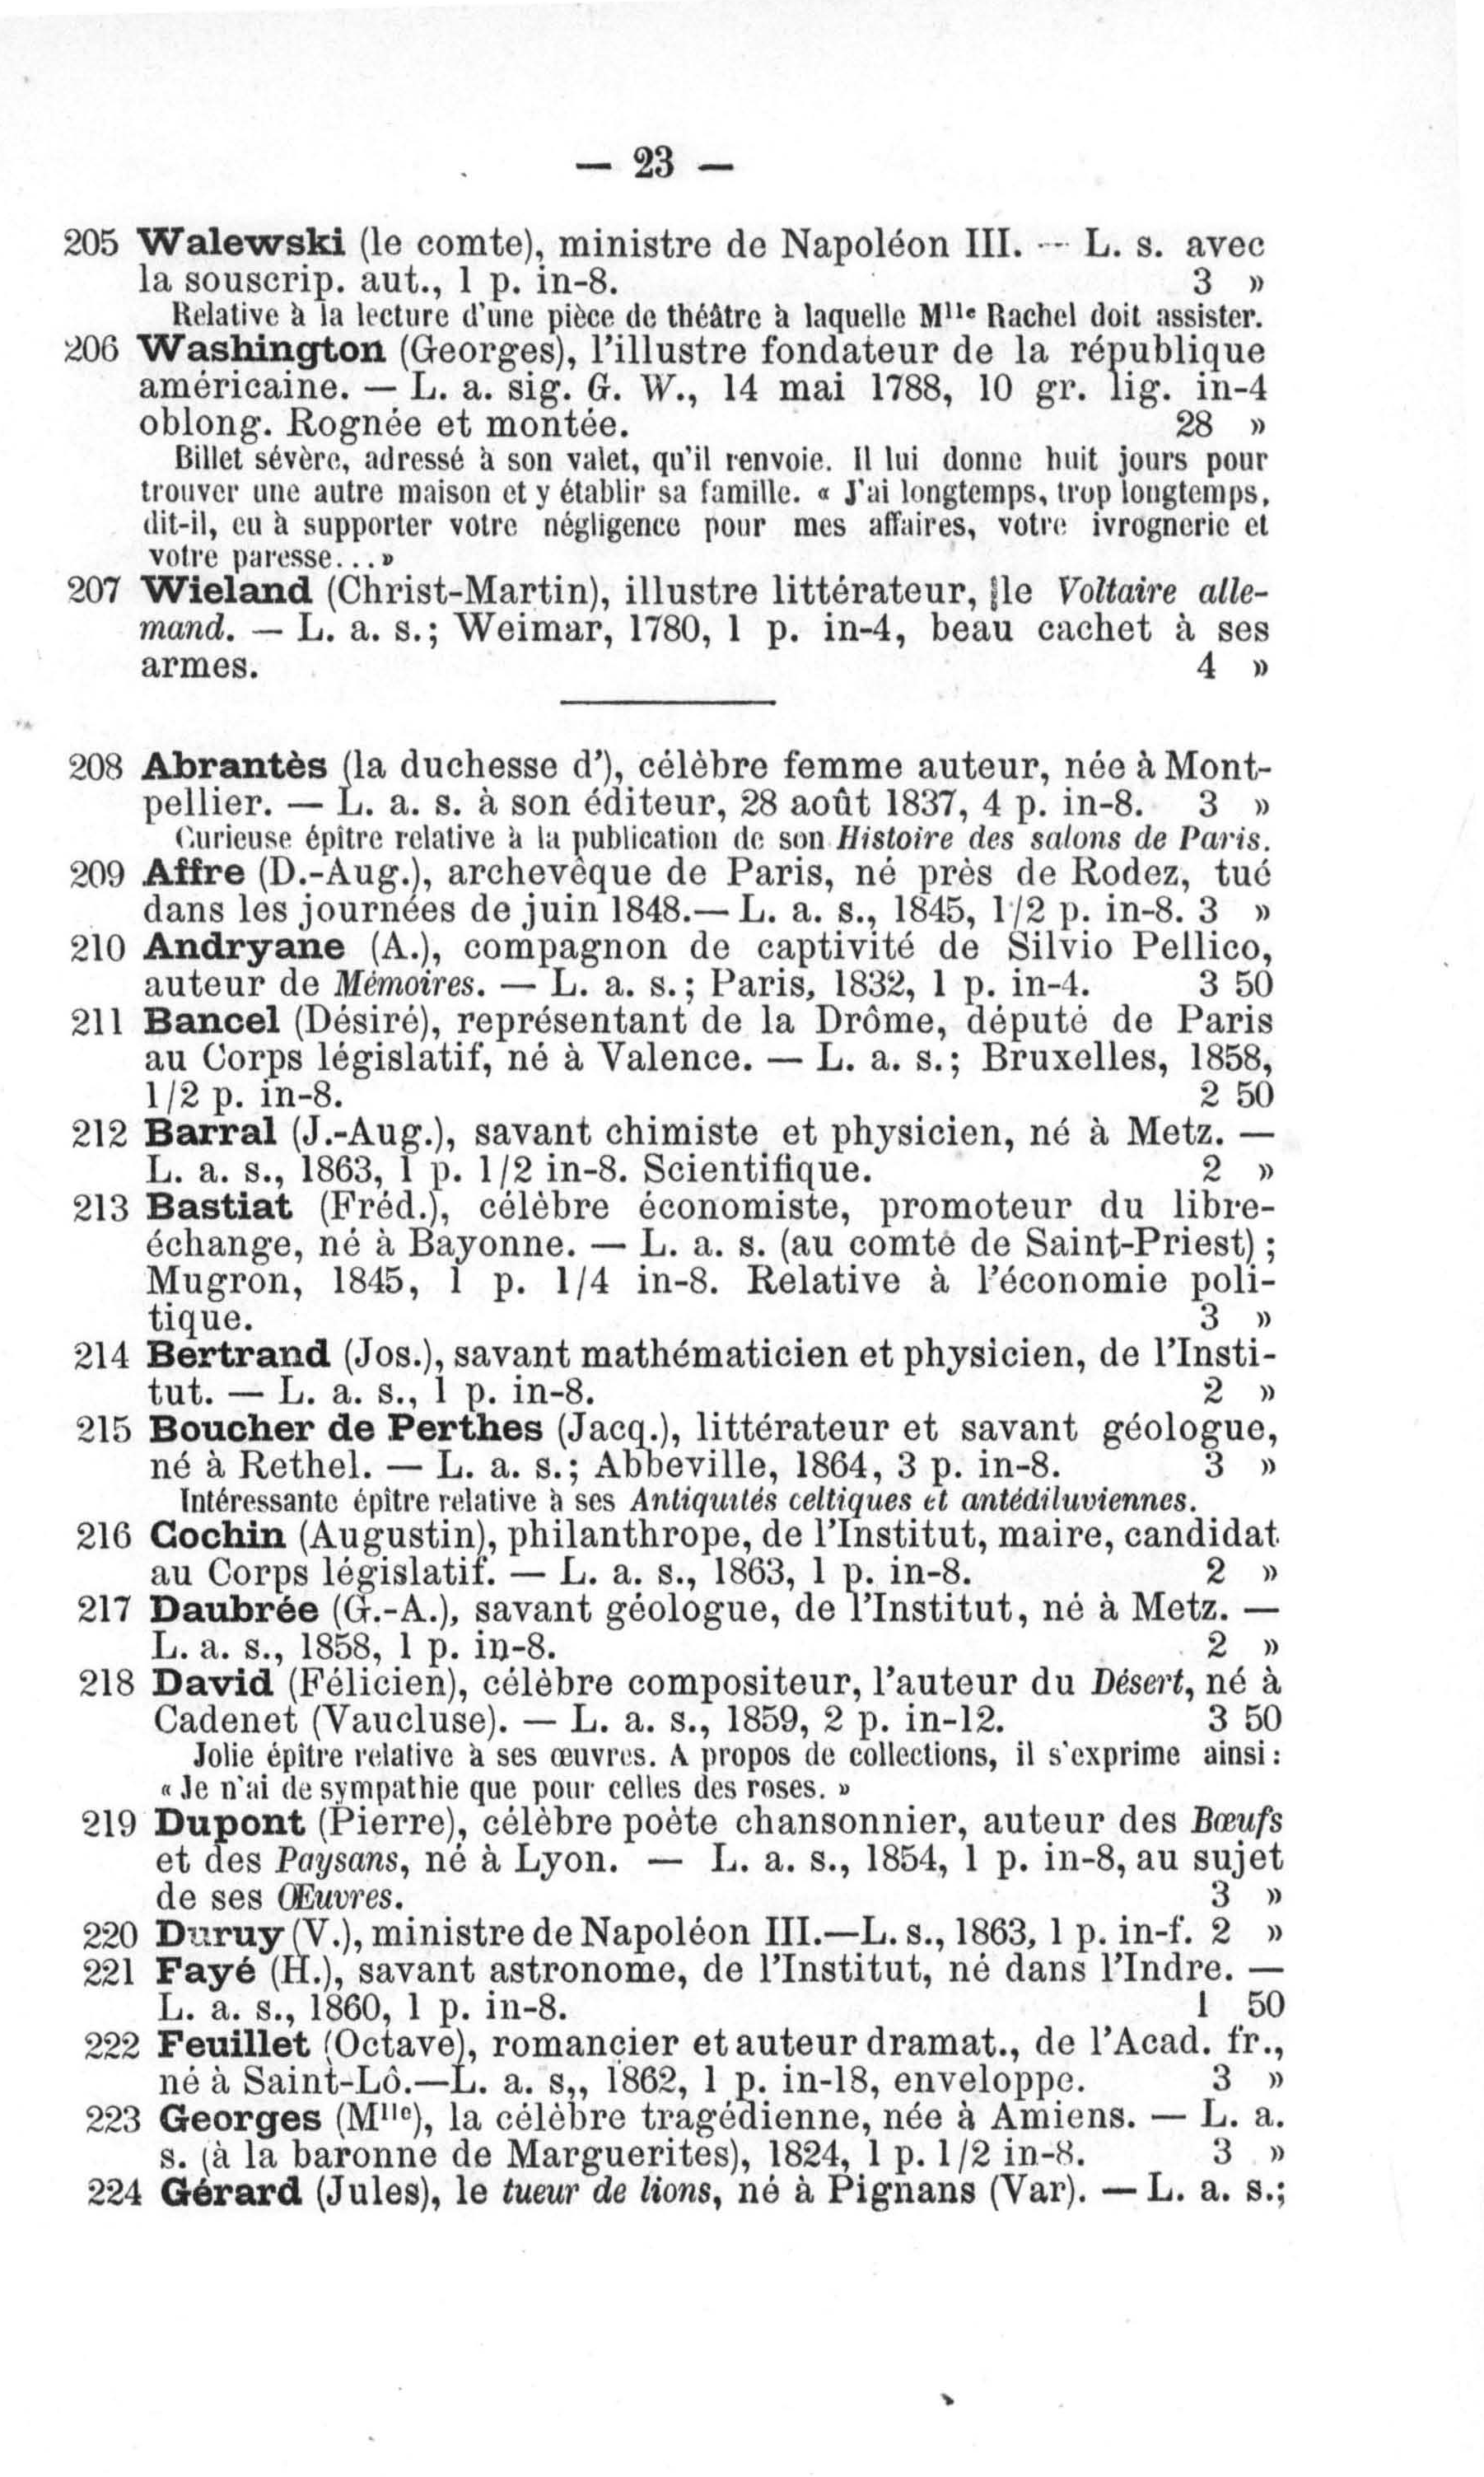 — 23 —
205 Walewski (le comte), ministre de Napoléon III. — L. s. avec
la souscrip. aut., 1 p. in-8. 3 »
Relative à la lecture d'une pièce de théâtre à laquelle Mlle Rachel doit assister.
206 Washington (Georges), l'illustre fondateur de la république
américaine. — L. a. sig. G. W., 14 mai 1788, 10 gr. lig. in-4
oblong. Rognée et montée. 28 »
Billet sévère, adressé à son valet, qu'il renvoie. Il lui donne huit jours pour
trouver une autre maison et y établir sa famille. « J'ai longtemps, trop longtemps,
dit-il, eu à supporter votre négligence pour mes affaires, votre ivrognerie et
votre paresse... »
207 Wieland (Christ-Martin), illustre littérateur, le Voltaire alle-
mand. — L. a. s.; Weimar, 1780, 1 p. in-4, beau cachet à ses
armes. 4 »
208 Abrantès (la duchesse d'), célèbre femme auteur, née à Mont-
pellier. — L. a. s. à son éditeur, 28 août 1837, 4 p. in-8. 3 »
Curieuse épître relative à la publication de son Histoire des salons de Paris.
209 Affre (D.-Aug.), archevêque de Paris, né près de Rodez, tué
dans les journées de juin 1848.— L. a. s., 1845, 1/2 p. in-8. 3 »
210 Andryane (A.), compagnon de captivité de Silvio Pellico,
auteur de Mémoires. — L. a. s.; Paris, 1832, 1 p. in-4. 3 50
211 Bancel (Désiré), représentant de la Drôme, député de Paris
au Corps législatif, né à Valence. — L. a. s.; Bruxelles, 1858,
1/2 p. in-8. 2 50
212 Barral (J.-Aug.), savant chimiste et physicien, né à Metz. —
L. a. s., 1863, 1 p. 1/2 in-8. Scientifique. 2 »
213 Bastiat (Fréd.), célèbre économiste, promoteur du libre-
échange, né à Bayonne. — L. a. s. (au comte de Saint-Priest);
Mugron, 1845, 1 p. 1/4 in-8. Relative à l'économie poli-
tique. 3 »
214 Bertrand (Jos.), savant mathématicien et physicien, de l'Insti-
tut. — L. a. s., 1 p. in-8. 2 »
215 Boucher de Perthes (Jacq.), littérateur et savant géologue,
né à Rethel. — L. a. s.; Abbeville, 1864, 3 p. in-8. 3 »
Intéressante épître relative à ses Antiquités celtiques et antédiluviennes.
216 Cochin (Augustin), philanthrope, de l'Institut, maire, candidat
au Corps législatif. — L. a. s., 1863, 1 p. in-8. 2 »
217 Daubrée (G.-A.), savant géologue, de l'Institut, né à Metz. —
L. a. s., 1858, 1 p. in-8. 2 »
218 David (Félicien), célèbre compositeur, l'auteur du Désert, né à
Cadenet (Vaucluse). — L. a. s., 1859, 2 p. in-12. 3 50
Jolie épître relative à ses œuvres. A propos de collections, il s'exprime ainsi:
« Je n'ai de sympathie que pour celles des roses. »
219 Dupont (Pierre), célèbre poète chansonnier, auteur des Bœufs
et des Paysans, né à Lyon. — L. a. s., 1854, 1 p. in-8, au sujet
de ses Œuvres. 3 »
220 Duruy (V.), ministre de Napoléon III.—L. s., 1863, 1 p. in-f. 2 »
221 Fayé (H.), savant astronome, de l'Institut, né dans l'Indre. —
L. a. s., 1860, 1 p. in-8. 1 50
222 Feuillet (Octave), romancier et auteur dramat., de l'Acad. fr.,
né à Saint-Lô.—L. a. s,, 1862, 1 p. in-18, enveloppe. 3 »
223 Georges (Mlle), la célèbre tragédienne, née à Amiens. — L. a.
s. (à la baronne de Marguerites), 1824, 1 p. 1/2 in-8. 3 »
224 Gérard (Jules), le tueur de lions, né à Pignans (Var). — L. a. s.;